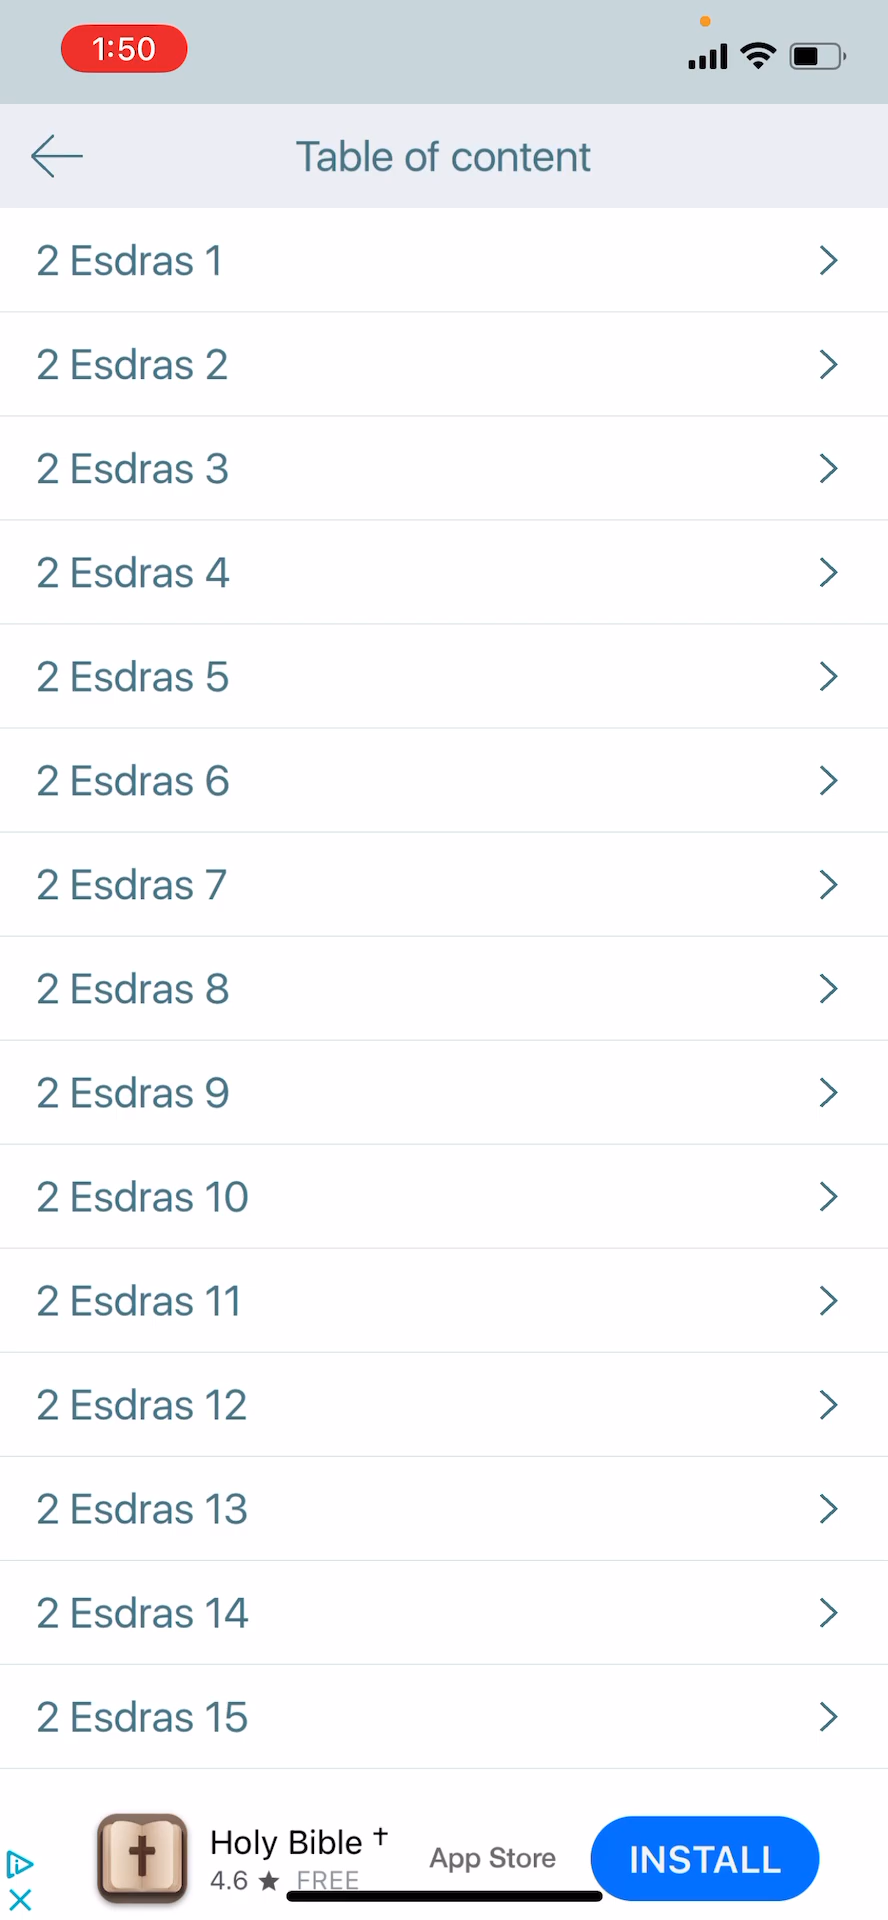 1:50
Table of content
2 Esdras 1
2 Esdras 2
2 Esdras 3
2 Esdras 4
2 Esdras 5
2 Esdras 6
2 Esdras 7
2 Esdras 8
2 Esdras 9
2 Esdras 10
2 Esdras 11
2 Esdras 12
2 Esdras 13
2 Esdras 14
2 Esdras 15
Holy Bible †
4.6 ★ FREE
App Store
INSTALL